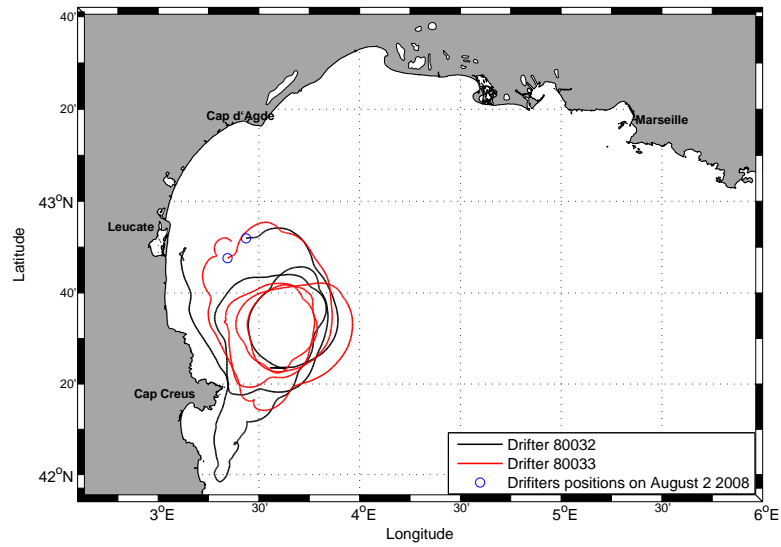 40'
20'
43°N
40'
20'
42°N
Latitude
Cap d'Agde
Marseille
Leucate
Cap Creus
Drifter 80032
Drifter 80033
Drifiters positions on August 2 2008
3°E
30'
4°E
30'
5°E
30'
6°E
Longitude